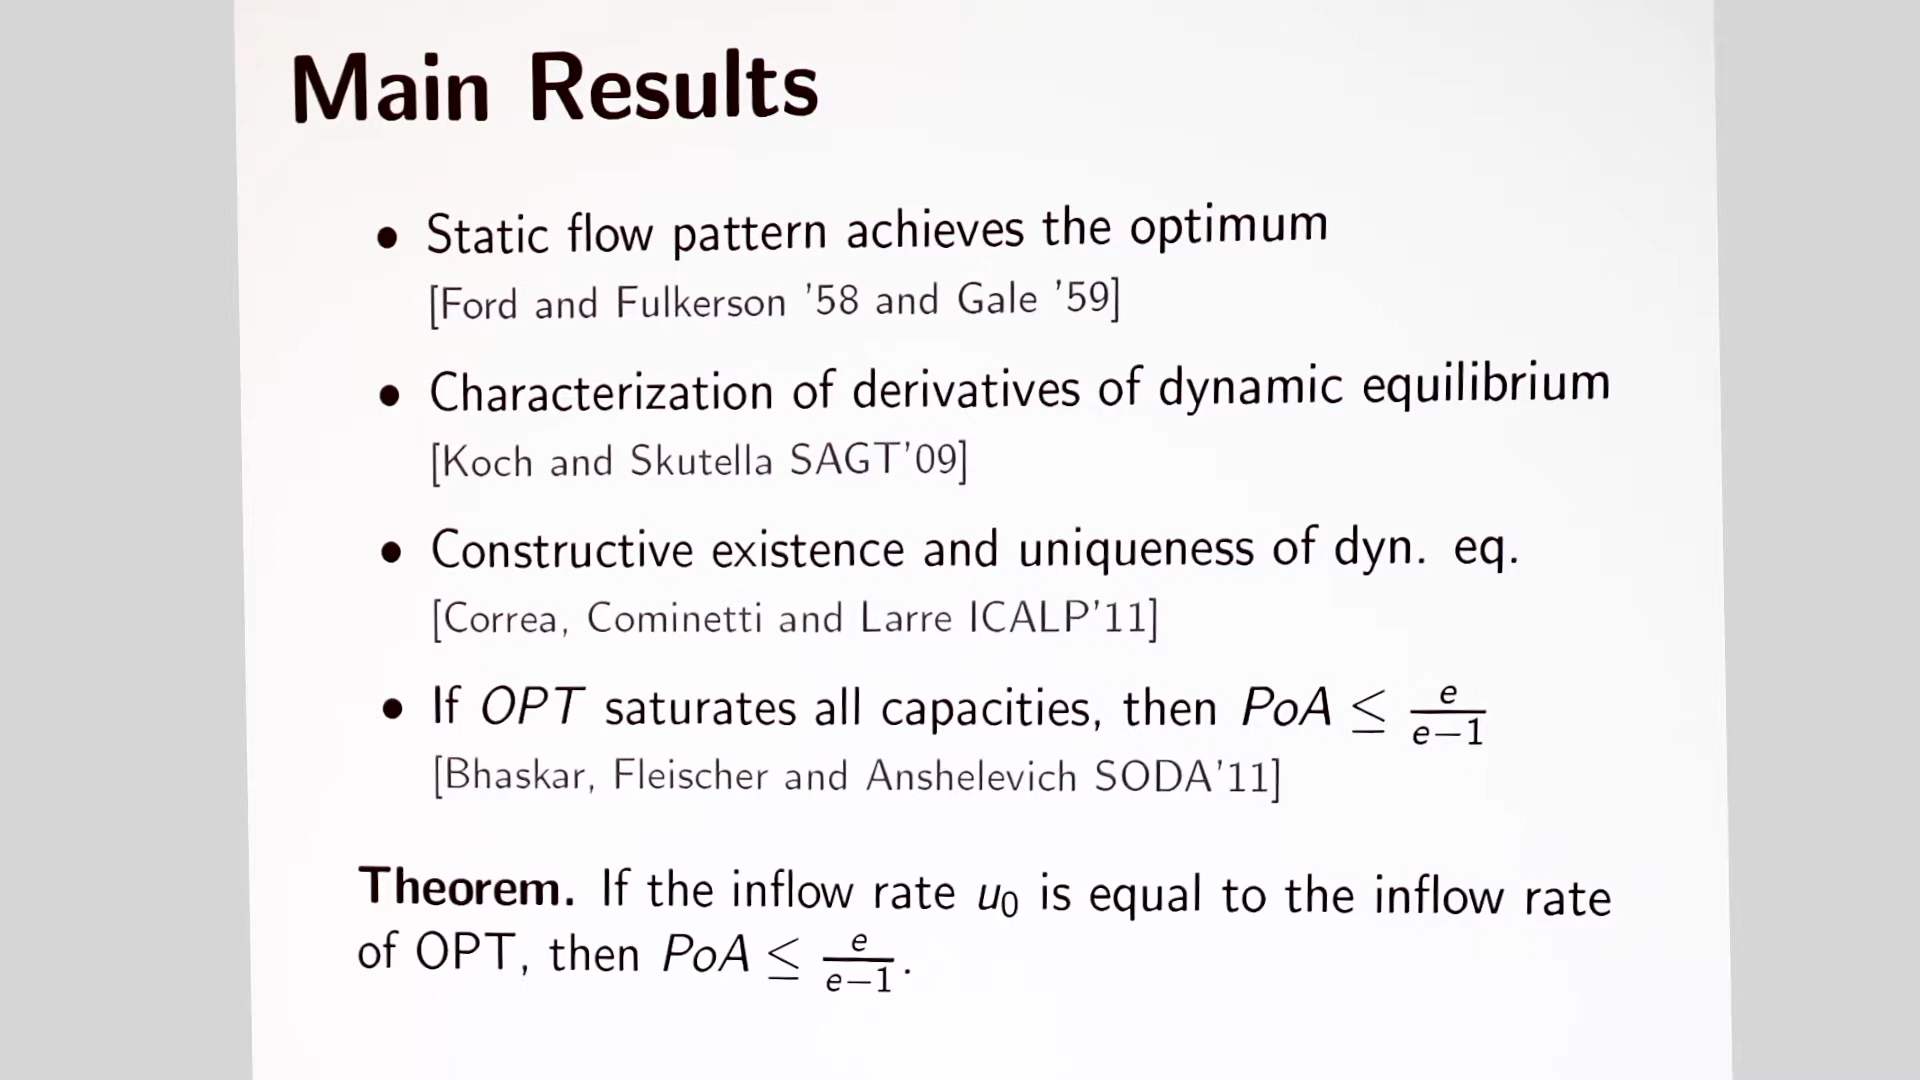 Main Results
• Static flow pattern achieves the optimum
[Ford and Fulkerson '58 and Gale '59]
• Characterization of derivatives of dynamic equilibrium
[Koch and Skutella SAGT'09]
• Constructive existence and uniqueness of dyn. eq.
[Correa, Cominetti and Larre ICALP'11]
• If OPT saturates all capacities, then PoA ≤ e/(e−1)
[Bhaskar, Fleischer and Anshelevich SODA'11]
Theorem. If the inflow rate u₀ is equal to the inflow rate
of OPT, then PoA ≤ e/(e−1).